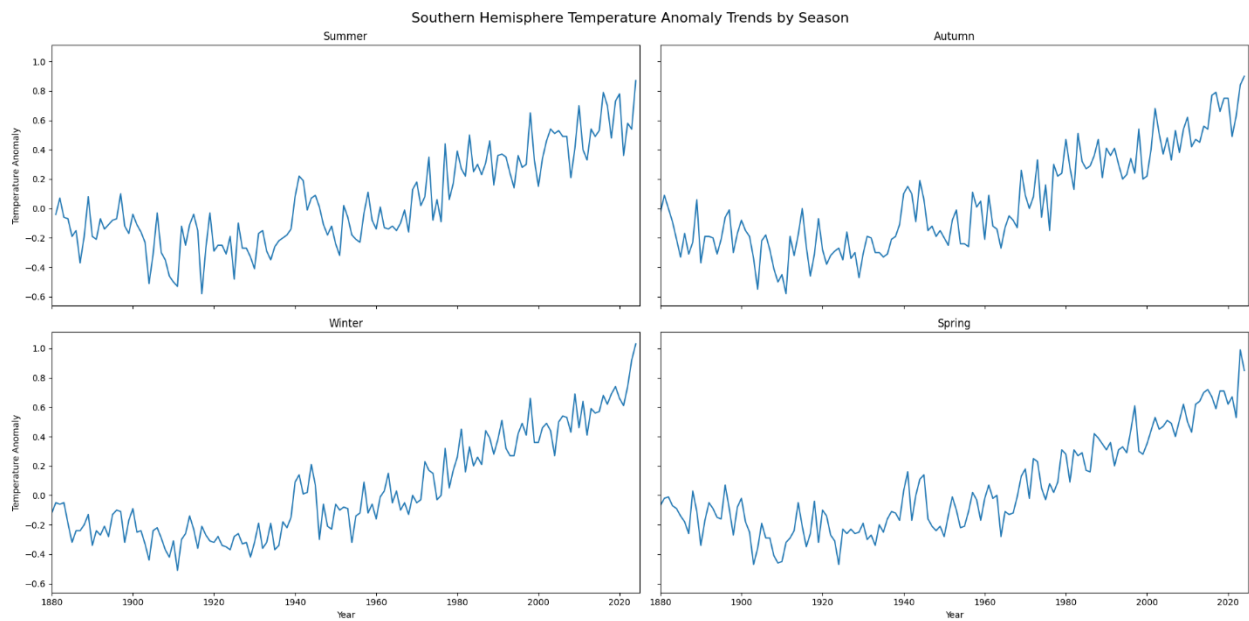 Southern Hemisphere Temperature Anomaly Trends by Season
Summer
Autumn
1.0
0.8
0.6
0.4
0.2
0.0
−0.2
−0.4
−0.6
Temperature Anomaly
Winter
Spring
1.0
0.8
0.6
0.4
0.2
0.0
−0.2
−0.4
−0.6
Temperature Anomaly
1880 1900 1920 1940 1960 1980 2000 2020
Year
1880 1900 1920 1940 1960 1980 2000 2020
Year